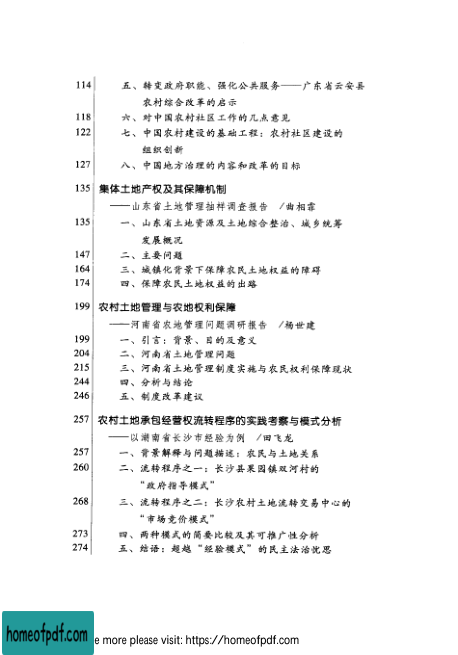 114 五、转变政府职能、强化公共服务——广东省云安县
农村综合改革的启示
118 六、对中国农村社区工作的几点意见
122 七、中国农村建设的基础工程：农村社区建设的
组织创新
127 八、中国地方治理的内容和改革的目标
135 集体土地产权及其保障机制
——山东省土地管理抽样调查报告 /曲相霏
135 一、山东省土地资源及土地综合整治、城乡统筹
发展概况
147 二、主要问题
164 三、城镇化背景下保障农民土地权益的障碍
174 四、保障农民土地权益的出路
199 农村土地管理与农地权利保障
——河南省农地管理问题调研报告 /杨世建
199 一、引言：背景、目的及意义
204 二、河南省土地管理问题
215 三、河南省土地管理制度实施与农民权利保障现状
244 四、分析与结论
246 五、制度改革建议
257 农村土地承包经营权流转程序的实践考察与模式分析
——以湖南省长沙市经验为例 /田飞龙
257 一、背景解释与问题描述：农民与土地关系
260 二、流转程序之一：长沙县果园镇双河村的
“政府指导模式”
268 三、流转程序之二：长沙农村土地流转交易中心的
“市场竞价模式”
273 四、两种模式的简要比较及其可推广性分析
274 五、结语：超越“经验模式”的民主法治忧思
homeofpdf.com
e more please visit: https://homeofpdf.com